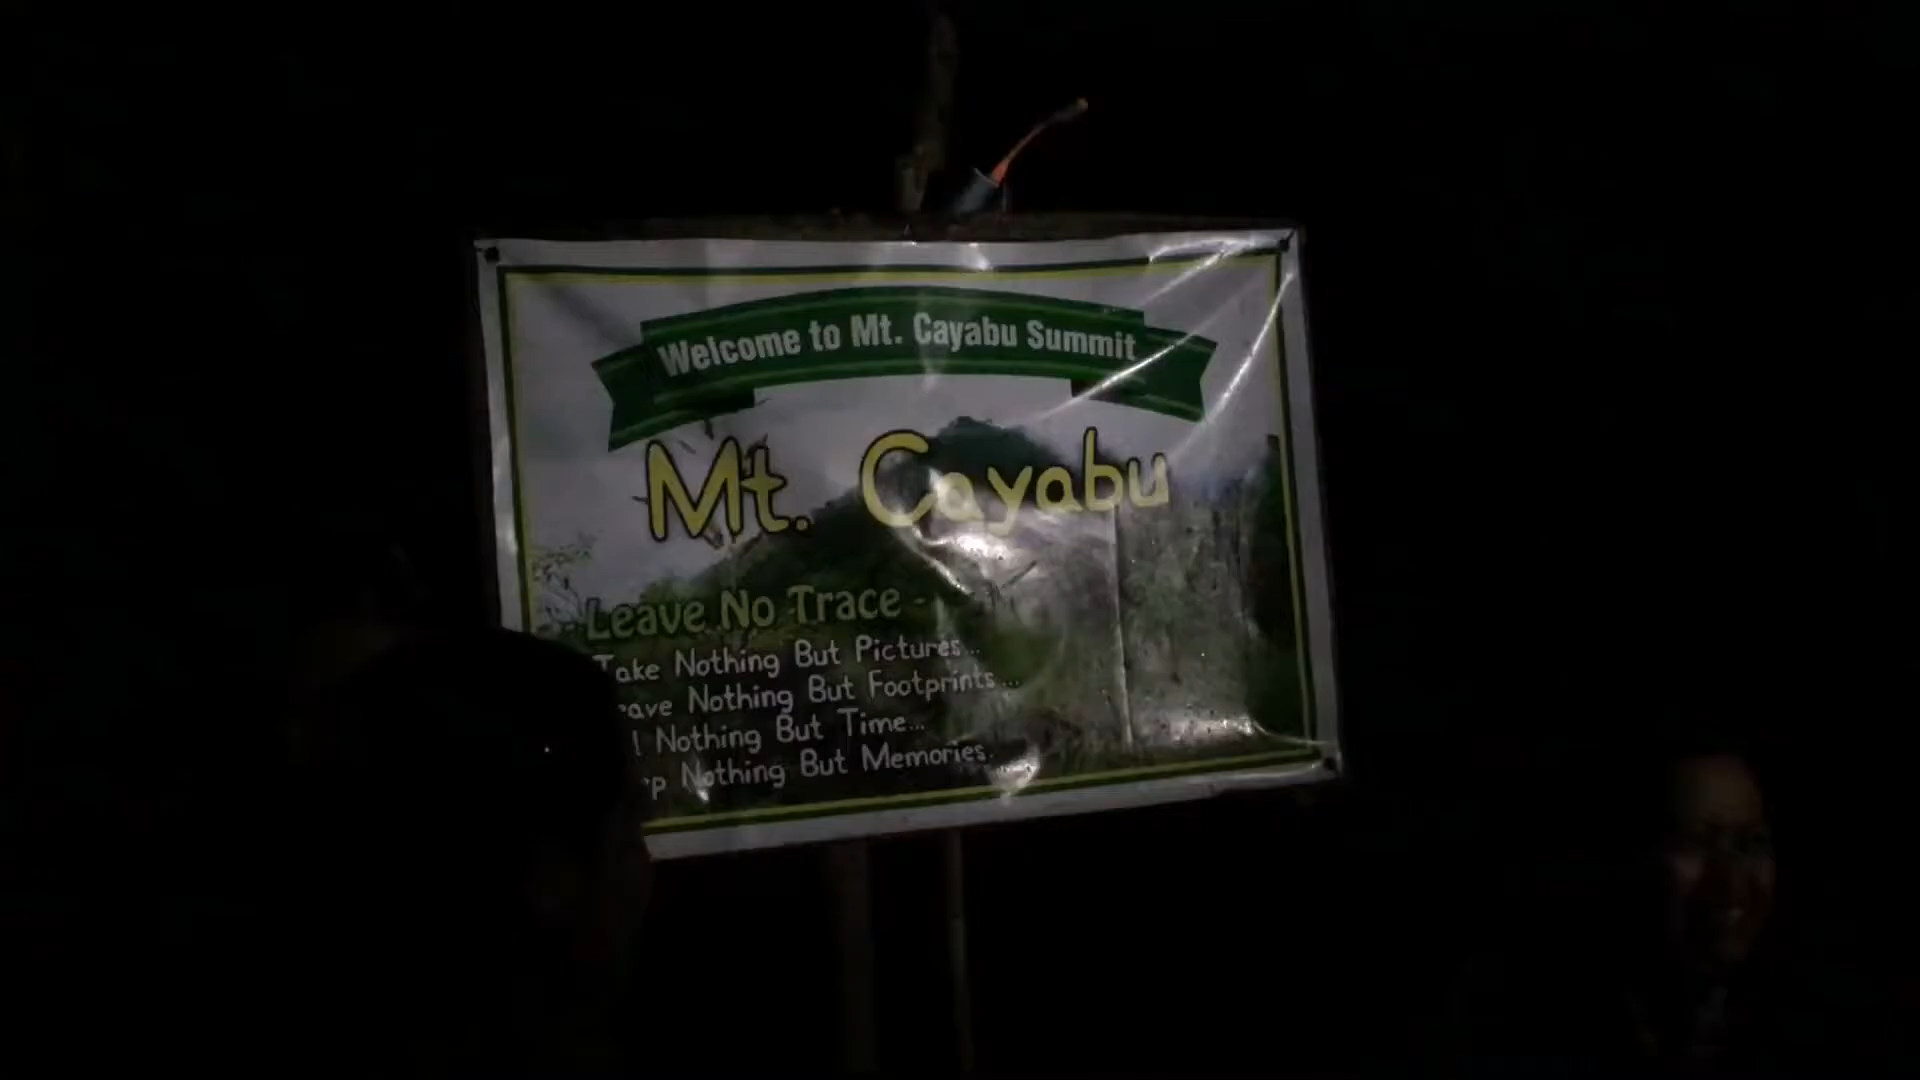 Welcome to Mt. Cayabu Summit
Mt. Cayabu
Leave No Trace -
Take Nothing But Pictures...
Nothing But Footprints...
Nothing But Time...
Nothing But Memories.